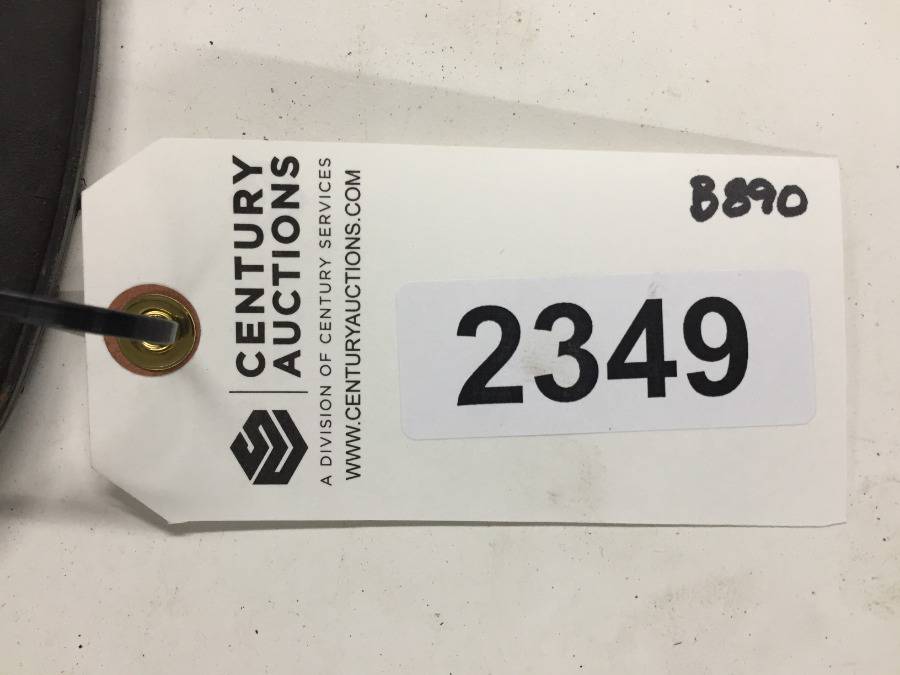 CENTURY
AUCTIONS
A DIVISION OF CENTURY SERVICES
WWW.CENTURYAUCTIONS.COM
B890
2349